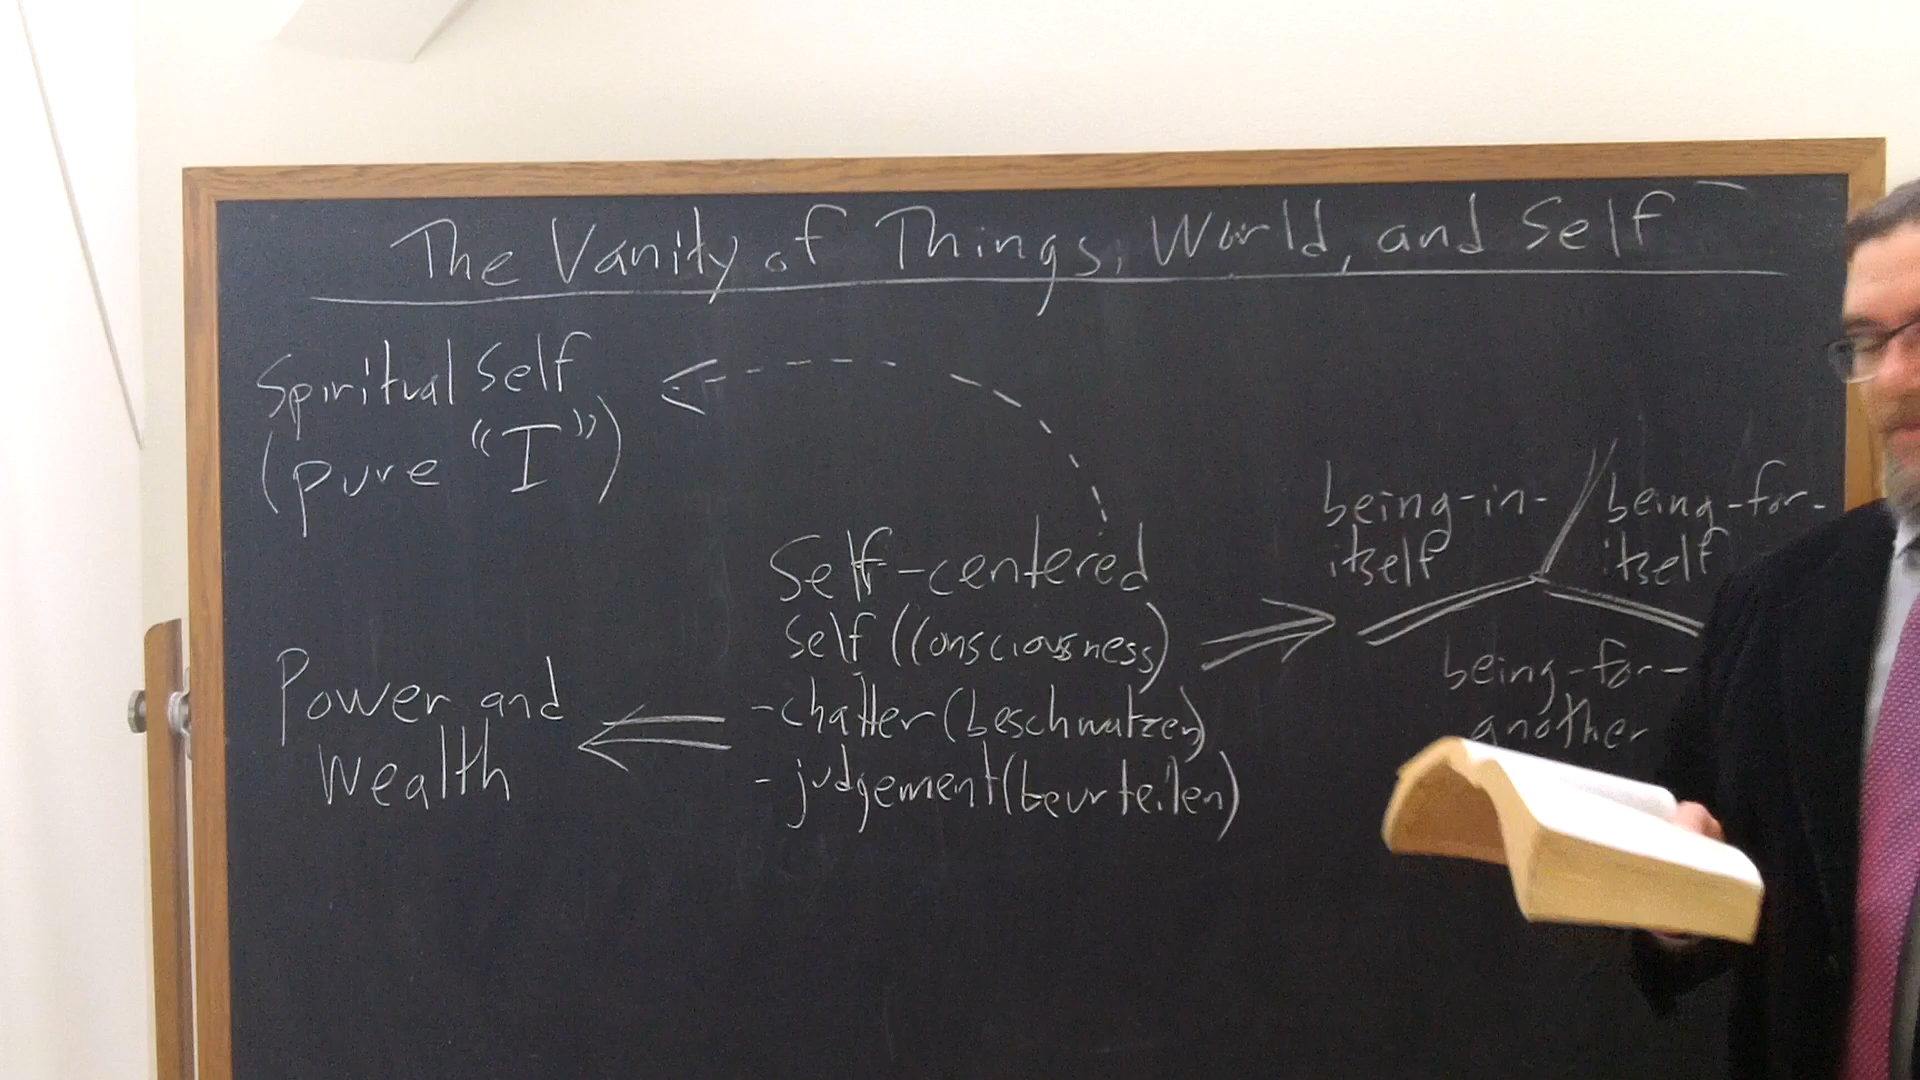 The Vanity of Things, World, and Self
Spiritual Self
(pure "I")
Self-centered
self (Consciousness)
-chatter (beschwatzen)
-judgement (beurteilen)
Power and
Wealth
being-in-
itself
being-for-
itself
being-for-
another